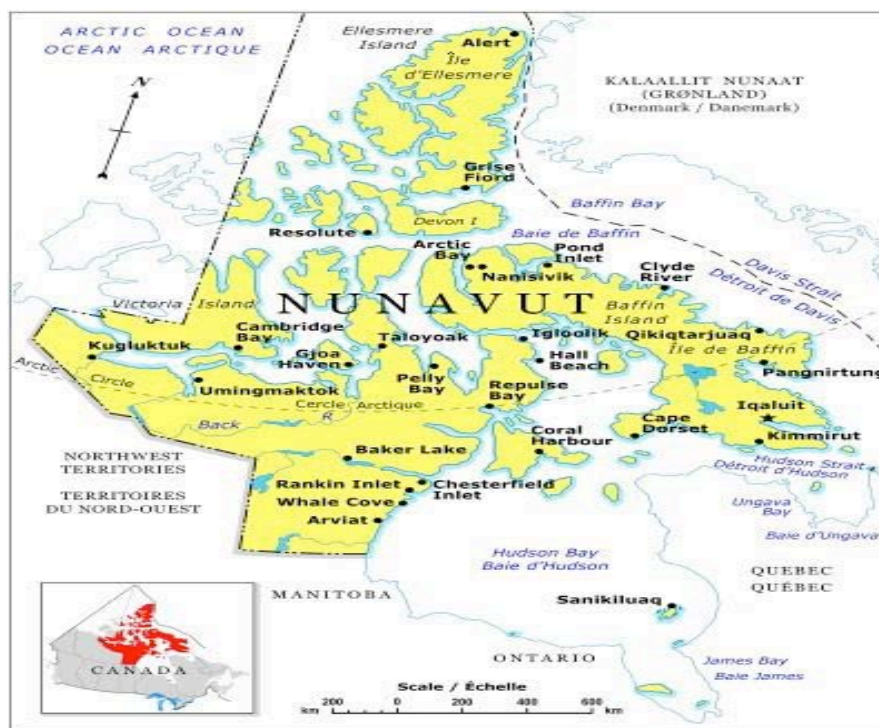 ARCTIC OCEAN
OCEAN ARCTIQUE
Ellesmere
Island
Alert
Île
d'Ellesmere
N
KALAALLIT NUNAAT
(GRØNLAND)
(Denmark / Danemark)
Grise
Fiord
Devon I
Baffin Bay
Baie de Baffin
Resolute
Arctic
Bay
Nanisivik
Pond
Inlet
Clyde
River
Davis Strait
Détroit de Davis
Victoria Island
NUNAVUT
Baffin
Island
Kugluktuk
Cambridge
Bay
Gjoa
Haven
Taloyoak
Igloolik
Qikiqtarjuaq
Île de Baffin
Hall
Beach
Pangnirtung
Arctic
Circle
Umingmaktok
Pelly
Bay
Repulse
Bay
Cercle Arctique
Back
R
Iqaluit
Cape
Dorset
Kimmirut
Coral
Harbour
Baker Lake
NORTHWEST
TERRITORIES
TERRITOIRES
DU NORD-OUEST
Rankin Inlet
Chesterfield
Inlet
Whale Cove
Arviat
Hudson Strait
Détroit d'Hudson
Ungava
Bay
Baie d'Ungava
Hudson Bay
Baie d'Hudson
QUEBEC
QUÉBEC
MANITOBA
Sanikiluaq
ONTARIO
James Bay
Baie James
CANADA
Scale / Échelle
200 0 200 400 600
km km